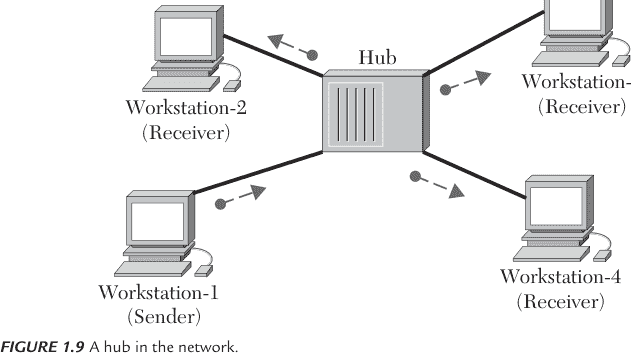 Hub
Workstation-2
(Receiver)
Workstation-
(Receiver)
Workstation-1
(Sender)
Workstation-4
(Receiver)
FIGURE 1.9 A hub in the network.